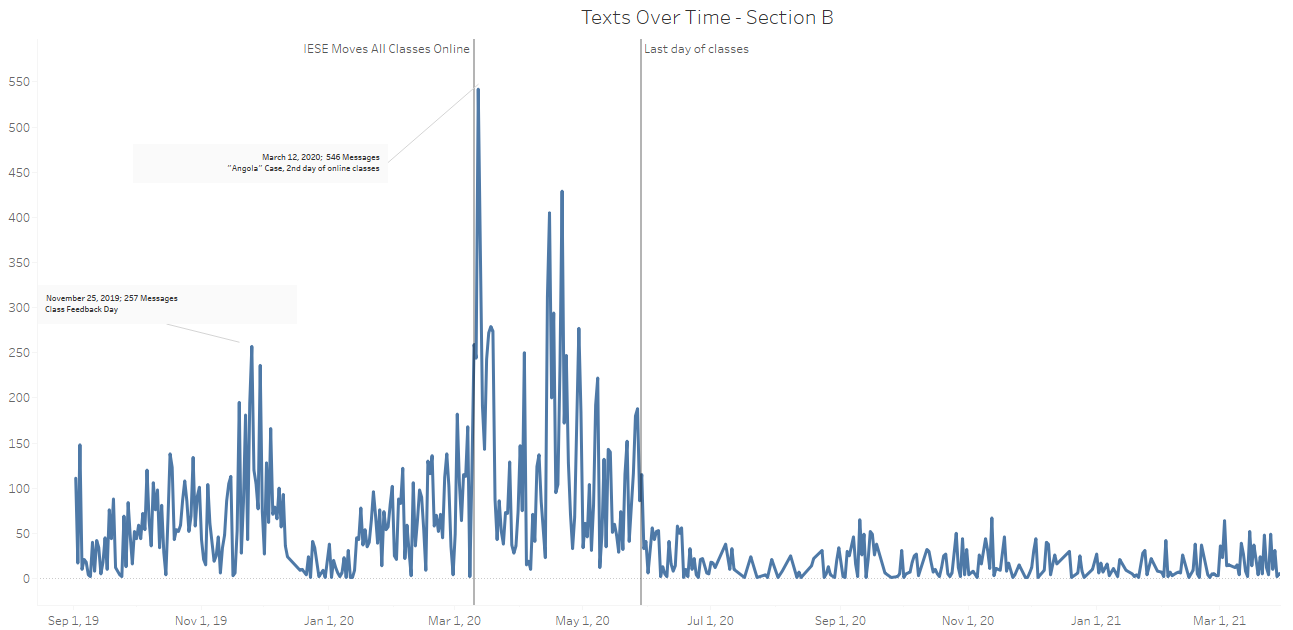 Texts Over Time - Section B
IESE Moves All Classes Online
Last day of classes
550
500
450
400
350
300
250
200
150
100
50
0
March 12, 2020; 546 Messages
"Angola" Case, 2nd day of online classes
November 25, 2019; 257 Messages
Class Feedback Day
Sep 1, 19
Nov 1, 19
Jan 1, 20
Mar 1, 20
May 1, 20
Jul 1, 20
Sep 1, 20
Nov 1, 20
Jan 1, 21
Mar 1, 21